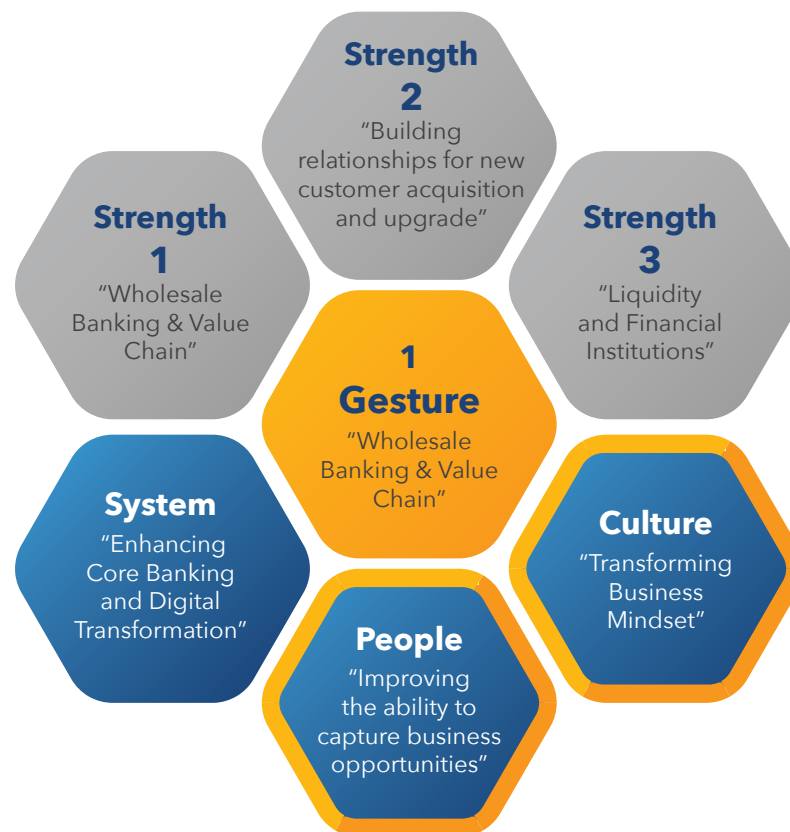 Strength
1
“Wholesale
Banking & Value
Chain”
Strength
2
“Building
relationships for new
customer acquisition
and upgrade”
Strength
3
“Liquidity
and Financial
Institutions”
1
Gesture
“Wholesale
Banking & Value
Chain”
System
“Enhancing
Core Banking
and Digital
Transformation”
People
“Improving
the ability to
capture business
opportunities”
Culture
“Transforming
Business
Mindset”